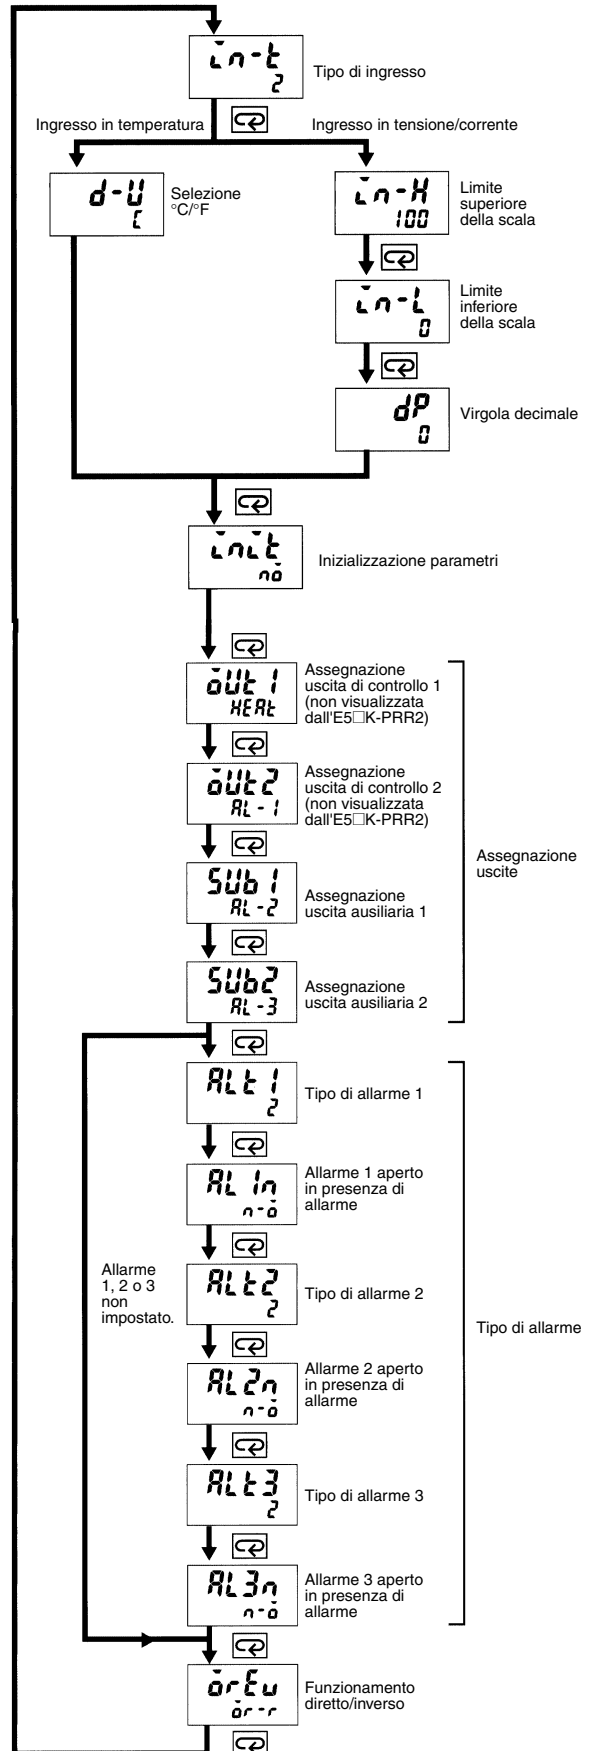 in-t
2
Tipo di ingresso
Ingresso in temperatura
Ingresso in tensione/corrente
d-U
C
Selezione
°C/°F
in-H
100
Limite
superiore
della scala
in-L
0
Limite
inferiore
della scala
dP
0
Virgola decimale
init
no
Inizializzazione parametri
oUt1
HEAt
Assegnazione
uscita di controllo 1
(non visualizzata
dall'E5□K-PRR2)
oUt2
AL-1
Assegnazione
uscita di controllo 2
(non visualizzata
dall'E5□K-PRR2)
SUb1
AL-2
Assegnazione
uscita ausiliaria 1
SUb2
AL-3
Assegnazione
uscita ausiliaria 2
Assegnazione
uscite
ALt1
2
Tipo di allarme 1
AL1n
n-o
Allarme 1 aperto
in presenza di
allarme
ALt2
2
Tipo di allarme 2
AL2n
n-o
Allarme 2 aperto
in presenza di
allarme
ALt3
2
Tipo di allarme 3
AL3n
n-o
Allarme 3 aperto
in presenza di
allarme
Allarme
1, 2 o 3
non
impostato.
Tipo di allarme
orEu
or-r
Funzionamento
diretto/inverso